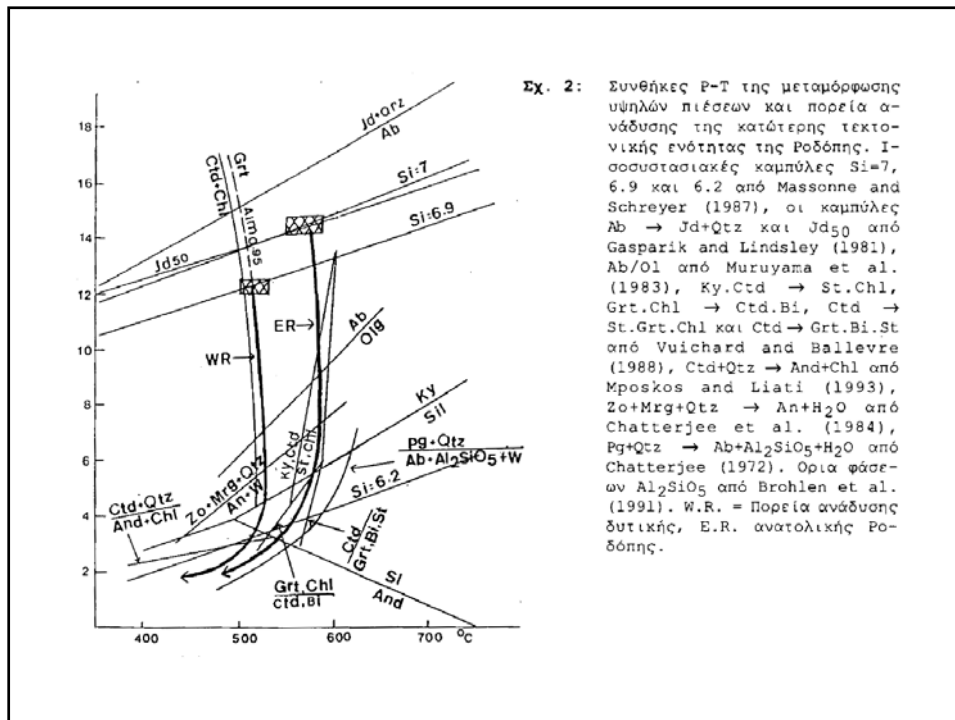 Σχ. 2: Συνθήκες P-T της μεταμόρφωσης
υψηλών πιέσεων και πορεία α-
νάδυσης της κατώτερης τεκτο-
νικής ενότητας της Ροδόπης. Ι-
σοσυστασιακές καμπύλες Si=7,
6.9 και 6.2 από Massonne and
Schreyer (1987), οι καμπύλες
Ab → Jd+Qtz και Jd50 από
Gasparik and Lindsley (1981),
Ab/Ol από Muruyama et al.
(1983), Ky.Ctd → St.Chl,
Grt.Chl → Ctd.Bi, Ctd →
St.Grt.Chl και Ctd → Grt.Bi.St
από Vuichard and Ballevre
(1988), Ctd+Qtz → And+Chl από
Mposkos and Liati (1993),
Zo+Mrg+Qtz → An+H2O από
Chatterjee et al. (1984),
Pg+Qtz → Ab+Al2SiO5+H2O από
Chatterjee (1972). Ορια φάσε-
ων Al2SiO5 από Brohlen et al.
(1991). W.R. = Πορεία ανάδυσης
δυτικής, E.R. ανατολικής Ρο-
δόπης.
18
16
14
12
10
8
6
4
2
400
500
600
700
°C
Jd+Qrz
Ab
Grt
Ctd+Chl
Alm 0.95
Si=7
Si=6.9
Jd50
ER→
WR→
Ab
Olg
Ky
Sil
Ky.Ctd
St.Chl
Pg+Qtz
Ab+Al2SiO5+W
Zo+Mrg+Qtz
An+W
Si=6.2
Ctd+Qtz
And+Chl
Ctd
Grt.Bi.St
Grt.Chl
Ctd.Bi
Sl
And